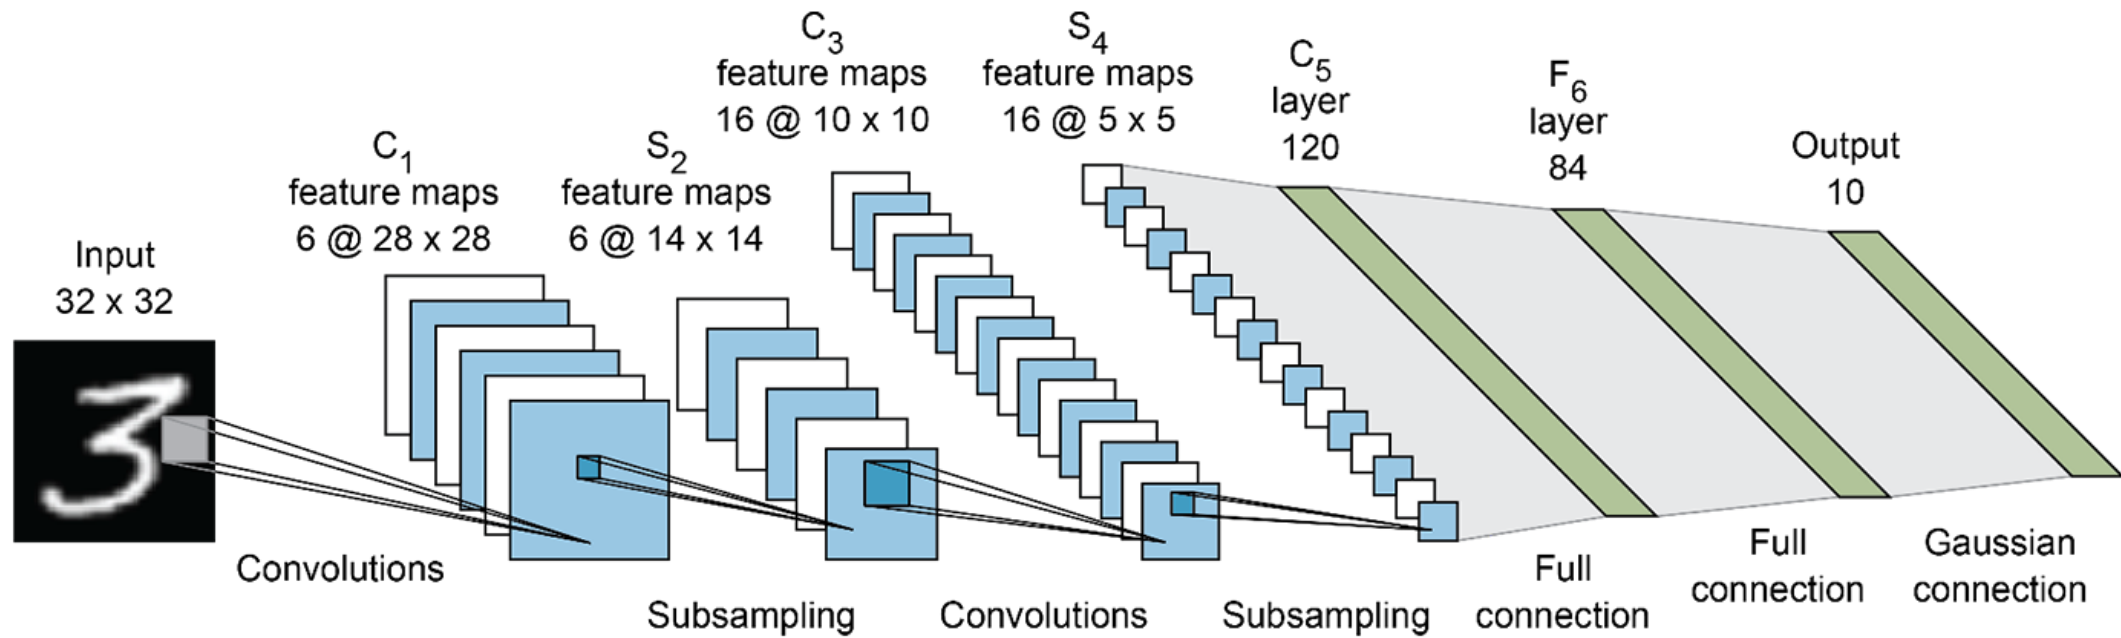 Input
32 x 32
3
C1
feature maps
6 @ 28 x 28
S2
feature maps
6 @ 14 x 14
C3
feature maps
16 @ 10 x 10
S4
feature maps
16 @ 5 x 5
C5
layer
120
F6
layer
84
Output
10
Convolutions
Subsampling
Convolutions
Subsampling
Full
connection
Full
connection
Gaussian
connection